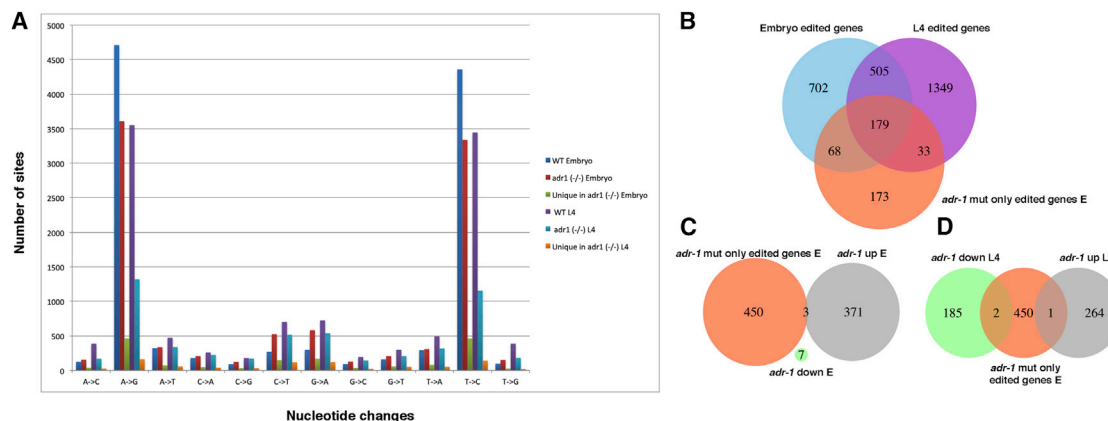 A
Number of sites
5000
4500
4000
3500
3000
2500
2000
1500
1000
500
0
A->C
A->G
A->T
C->A
C->G
C->T
G->A
G->C
G->T
T->A
T->C
T->G
Nucleotide changes
WT Embryo
adr1 (-/-) Embryo
Unique in adr1 (-/-) Embryo
WT L4
adr1 (-/-) L4
Unique in adr1 (-/-) L4
B
Embryo edited genes
L4 edited genes
702
505
1349
179
68
33
173
adr-1 mut only edited genes E
C
adr-1 mut only edited genes E
adr-1 up E
450
3
371
7
adr-1 down E
D
adr-1 down L4
adr-1 up L
185
2
450
1
264
adr-1 mut only
edited genes E